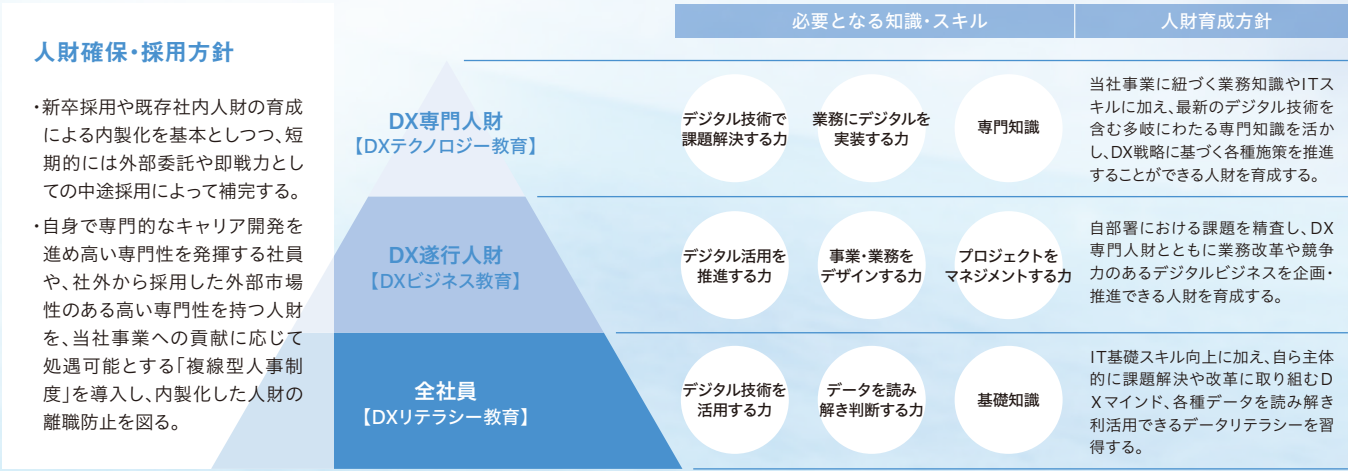 人財確保・採用方針
・新卒採用や既存社内人財の育成
による内製化を基本としつつ、短
期的には外部委託や即戦力とし
ての中途採用によって補完する。
・自身で専門的なキャリア開発を
進め高い専門性を発揮する社員
や、社外から採用した外部市場
性のある高い専門性を持つ人財
を、当社事業への貢献に応じて
処遇可能とする「複線型人事制
度」を導入し、内製化した人財の
離職防止を図る。
必要となる知識・スキル
人財育成方針
DX専門人財
【DXテクノロジー教育】
デジタル技術で
課題解決する力
業務にデジタルを
実装する力
専門知識
当社事業に紐づく業務知識やITス
キルに加え、最新のデジタル技術を
含む多岐にわたる専門知識を活か
し、DX戦略に基づく各種施策を推進
することができる人財を育成する。
DX遂行人財
【DXビジネス教育】
デジタル活用を
推進する力
事業・業務を
デザインする力
プロジェクトを
マネジメントする力
自部署における課題を精査し、DX
専門人財とともに業務改革や競争
力のあるデジタルビジネスを企画・
推進できる人財を育成する。
全社員
【DXリテラシー教育】
デジタル技術を
活用する力
データを読み
解き判断する力
基礎知識
IT基礎スキル向上に加え、自ら主体
的に課題解決や改革に取り組むD
Xマインド、各種データを読み解き
利活用できるデータリテラシーを習
得する。